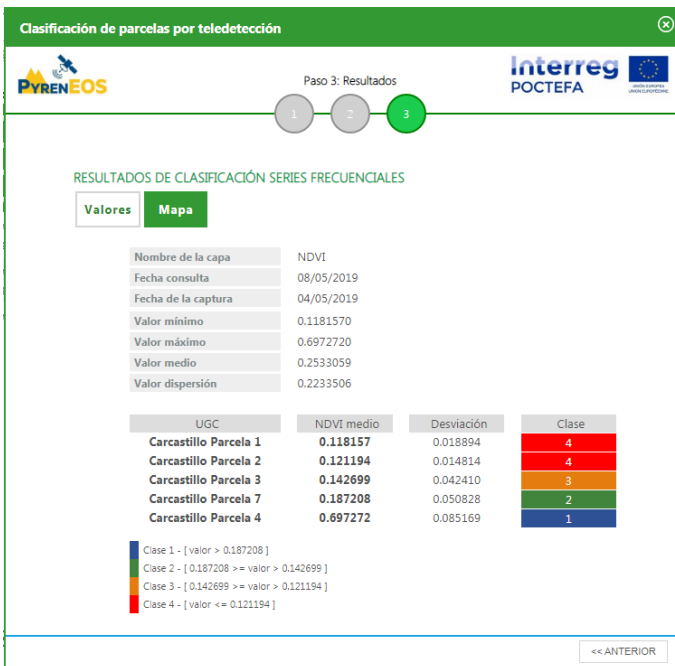 Clasificación de parcelas por teledetección
PYRENEOS
Paso 3: Resultados
Interreg
POCTEFA
UNIÓN EUROPEA
UNION EUROPÉENNE
1 2 3
RESULTADOS DE CLASIFICACIÓN SERIES FRECUENCIALES
Valores Mapa
Nombre de la capa NDVI
Fecha consulta 08/05/2019
Fecha de la captura 04/05/2019
Valor mínimo 0.1181570
Valor máximo 0.6972720
Valor medio 0.2533059
Valor dispersión 0.2233506
UGC NDVI medio Desviación Clase
Carcastillo Parcela 1 0.118157 0.018894 4
Carcastillo Parcela 2 0.121194 0.014814 4
Carcastillo Parcela 3 0.142699 0.042410 3
Carcastillo Parcela 7 0.187208 0.050828 2
Carcastillo Parcela 4 0.697272 0.085169 1
Clase 1 - [ valor > 0.187208 ]
Clase 2 - [ 0.187208 >= valor > 0.142699 ]
Clase 3 - [ 0.142699 >= valor > 0.121194 ]
Clase 4 - [ valor <= 0.121194 ]
<< ANTERIOR